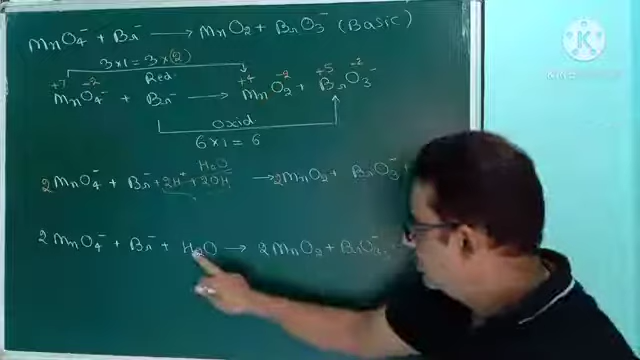 MnO4⁻ + Br⁻ → MnO2 + BrO3⁻ (Basic)
3×1=3×(2)
Red.
+7 -2 +4 -2 +5 -2
MnO4⁻ + Br⁻ → MnO2 + BrO3⁻
Oxid.
6×1=6
H2O
2MnO4⁻ + Br⁻ + 2H⁺ + 2OH⁻ → 2MnO2 + BrO3⁻
2MnO4⁻ + Br⁻ + H2O → 2MnO2 + BrO3⁻
KINEMASTER